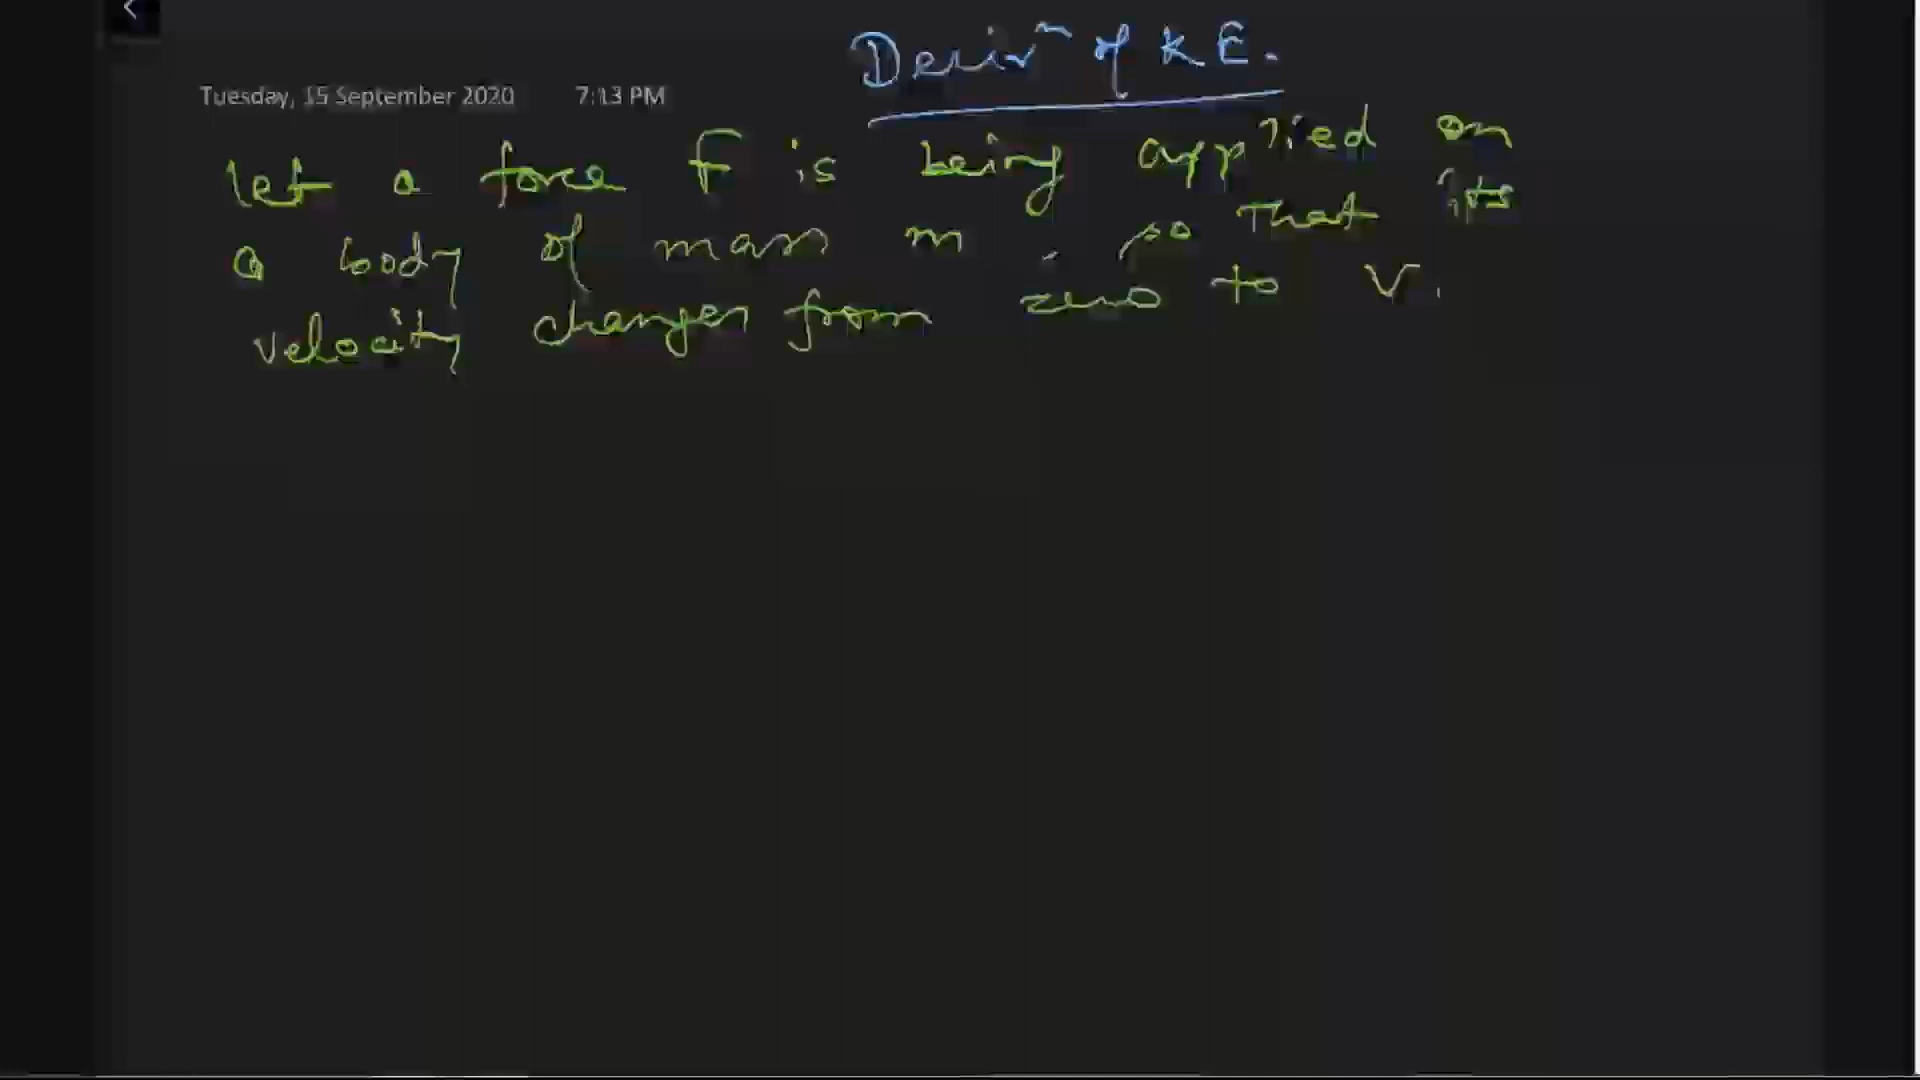 Derivⁿ of K E.
Tuesday, 15 September 2020 7:13 PM
let a force F is being applied on
a body of mass m , so that its
velocity changes from zero to V.